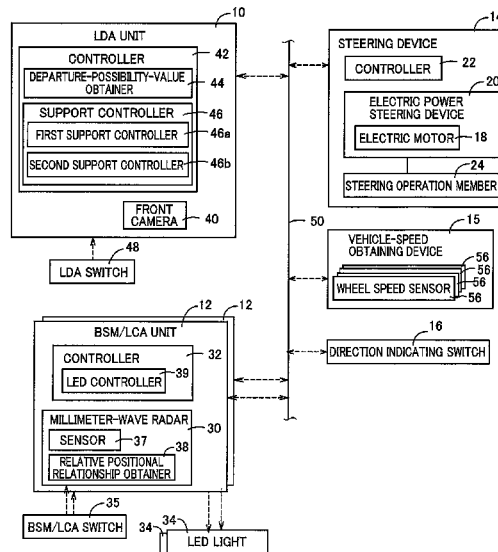 10
LDA UNIT
CONTROLLER
42
DEPARTURE-POSSIBILITY-VALUE
OBTAINER
44
SUPPORT CONTROLLER
46
FIRST SUPPORT CONTROLLER
46a
SECOND SUPPORT CONTROLLER
46b
FRONT
CAMERA
40
48
LDA SWITCH
12
12
BSM/LCA UNIT
CONTROLLER
32
LED CONTROLLER
39
MILLIMETER-WAVE RADAR
30
SENSOR
37
38
RELATIVE POSITIONAL
RELATIONSHIP OBTAINER
35
BSM/LCA SWITCH
34
34
LED LIGHT
50
14
STEERING DEVICE
CONTROLLER
22
20
ELECTRIC POWER
STEERING DEVICE
ELECTRIC MOTOR
18
24
STEERING OPERATION MEMBER
15
VEHICLE-SPEED
OBTAINING DEVICE
56
56
56
56
WHEEL SPEED SENSOR
16
DIRECTION INDICATING SWITCH